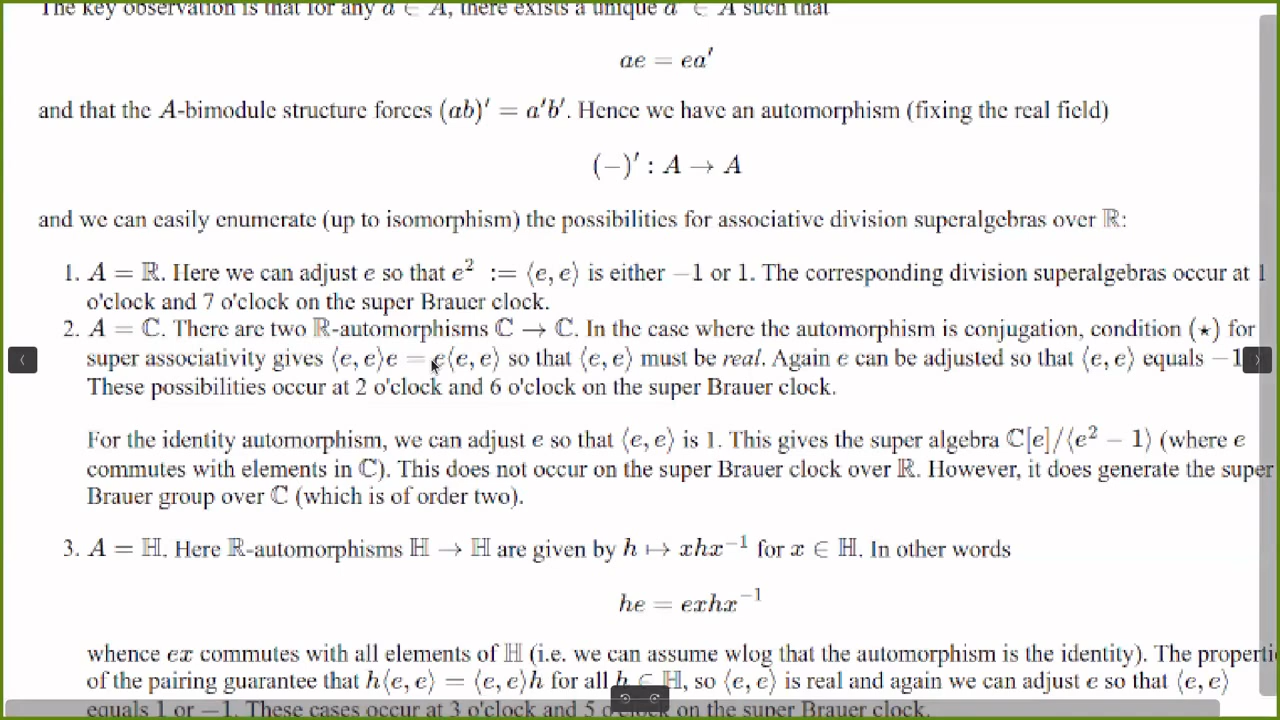 The key observation is that for any a ∈ A, there exists a unique a' ∈ A such that
ae = ea′
and that the A-bimodule structure forces (ab)′ = a′b′. Hence we have an automorphism (fixing the real field)
(−)′ : A → A
and we can easily enumerate (up to isomorphism) the possibilities for associative division superalgebras over ℝ:
1. A = ℝ. Here we can adjust e so that e² := ⟨e, e⟩ is either −1 or 1. The corresponding division superalgebras occur at 1
o'clock and 7 o'clock on the super Brauer clock.
2. A = ℂ. There are two ℝ-automorphisms ℂ → ℂ. In the case where the automorphism is conjugation, condition (⋆) for
super associativity gives ⟨e, e⟩e = e⟨e, e⟩ so that ⟨e, e⟩ must be real. Again e can be adjusted so that ⟨e, e⟩ equals −1
These possibilities occur at 2 o'clock and 6 o'clock on the super Brauer clock.
For the identity automorphism, we can adjust e so that ⟨e, e⟩ is 1. This gives the super algebra ℂ[e]/⟨e² − 1⟩ (where e
commutes with elements in ℂ). This does not occur on the super Brauer clock over ℝ. However, it does generate the super
Brauer group over ℂ (which is of order two).
3. A = ℍ. Here ℝ-automorphisms ℍ → ℍ are given by h ↦ xhx⁻¹ for x ∈ ℍ. In other words
he = exhx⁻¹
whence ex commutes with all elements of ℍ (i.e. we can assume wlog that the automorphism is the identity). The properti
of the pairing guarantee that h⟨e, e⟩ = ⟨e, e⟩h for all h ∈ ℍ, so ⟨e, e⟩ is real and again we can adjust e so that ⟨e, e⟩
equals 1 or −1. These cases occur at 3 o'clock and 5 o'clock on the super Brauer clock.